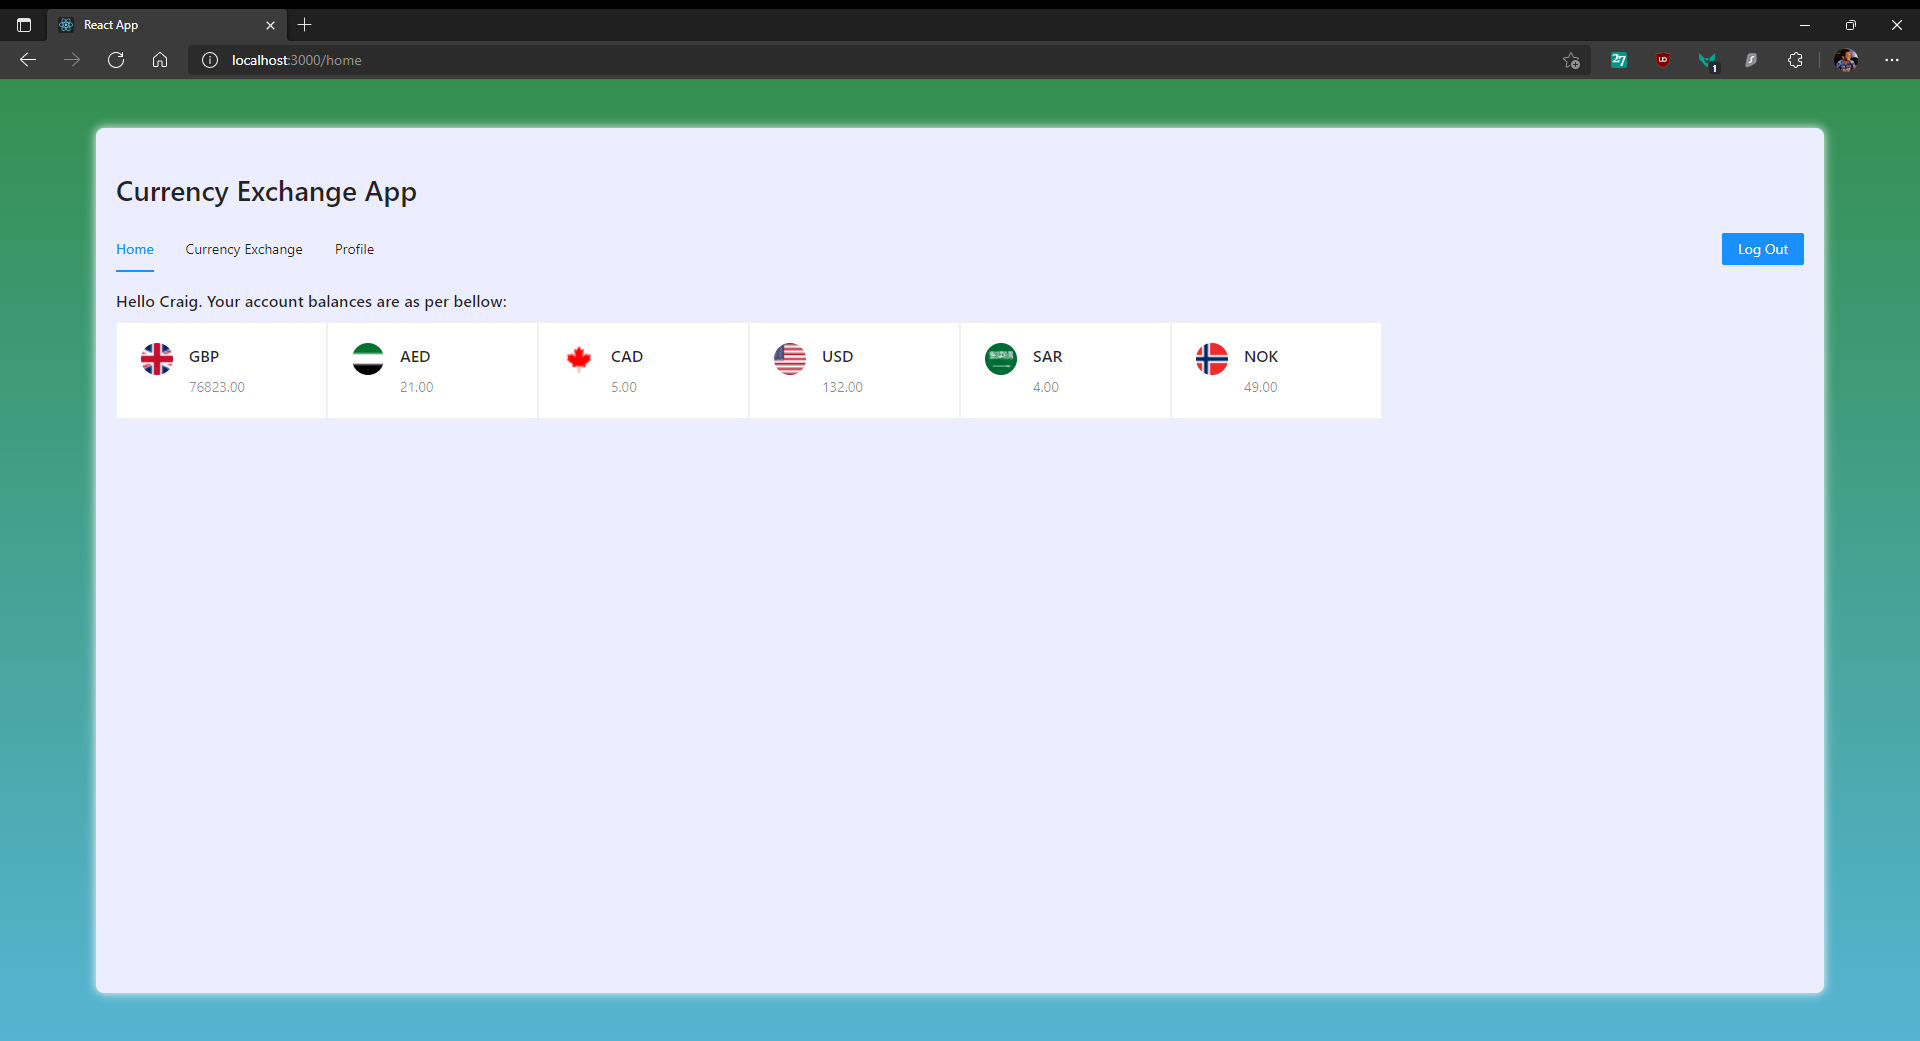 React App
localhost:3000/home
27
UD
1
Currency Exchange App
Home Currency Exchange Profile Log Out
Hello Craig. Your account balances are as per bellow:
GBP AED CAD USD SAR NOK
76823.00 21.00 5.00 132.00 4.00 49.00